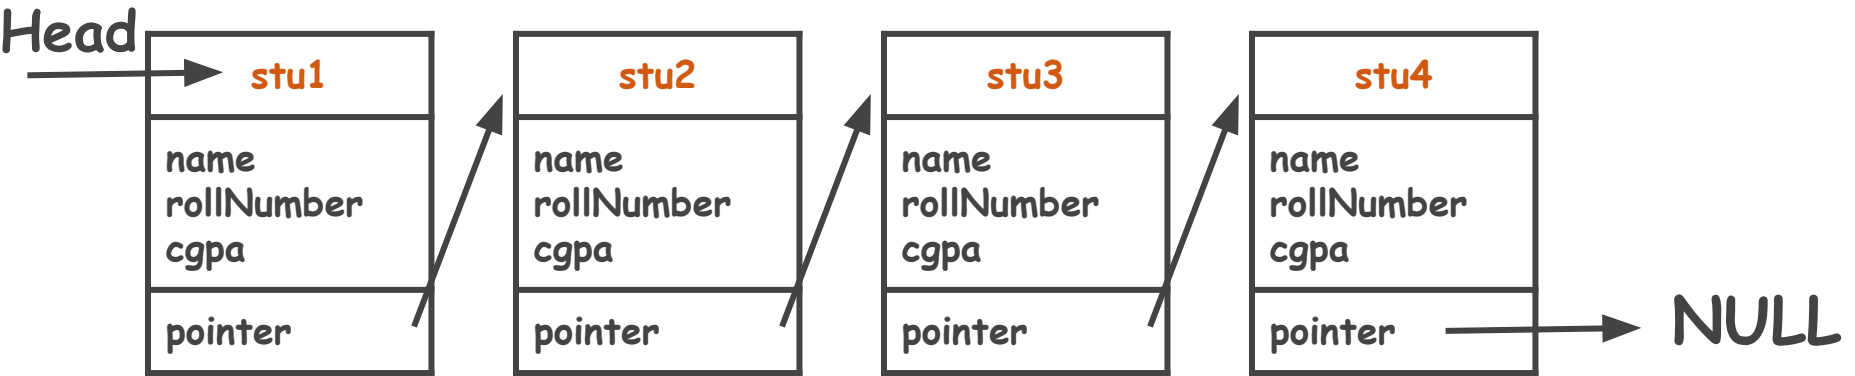 Head
stu1
name
rollNumber
cgpa
pointer
stu2
name
rollNumber
cgpa
pointer
stu3
name
rollNumber
cgpa
pointer
stu4
name
rollNumber
cgpa
pointer
NULL